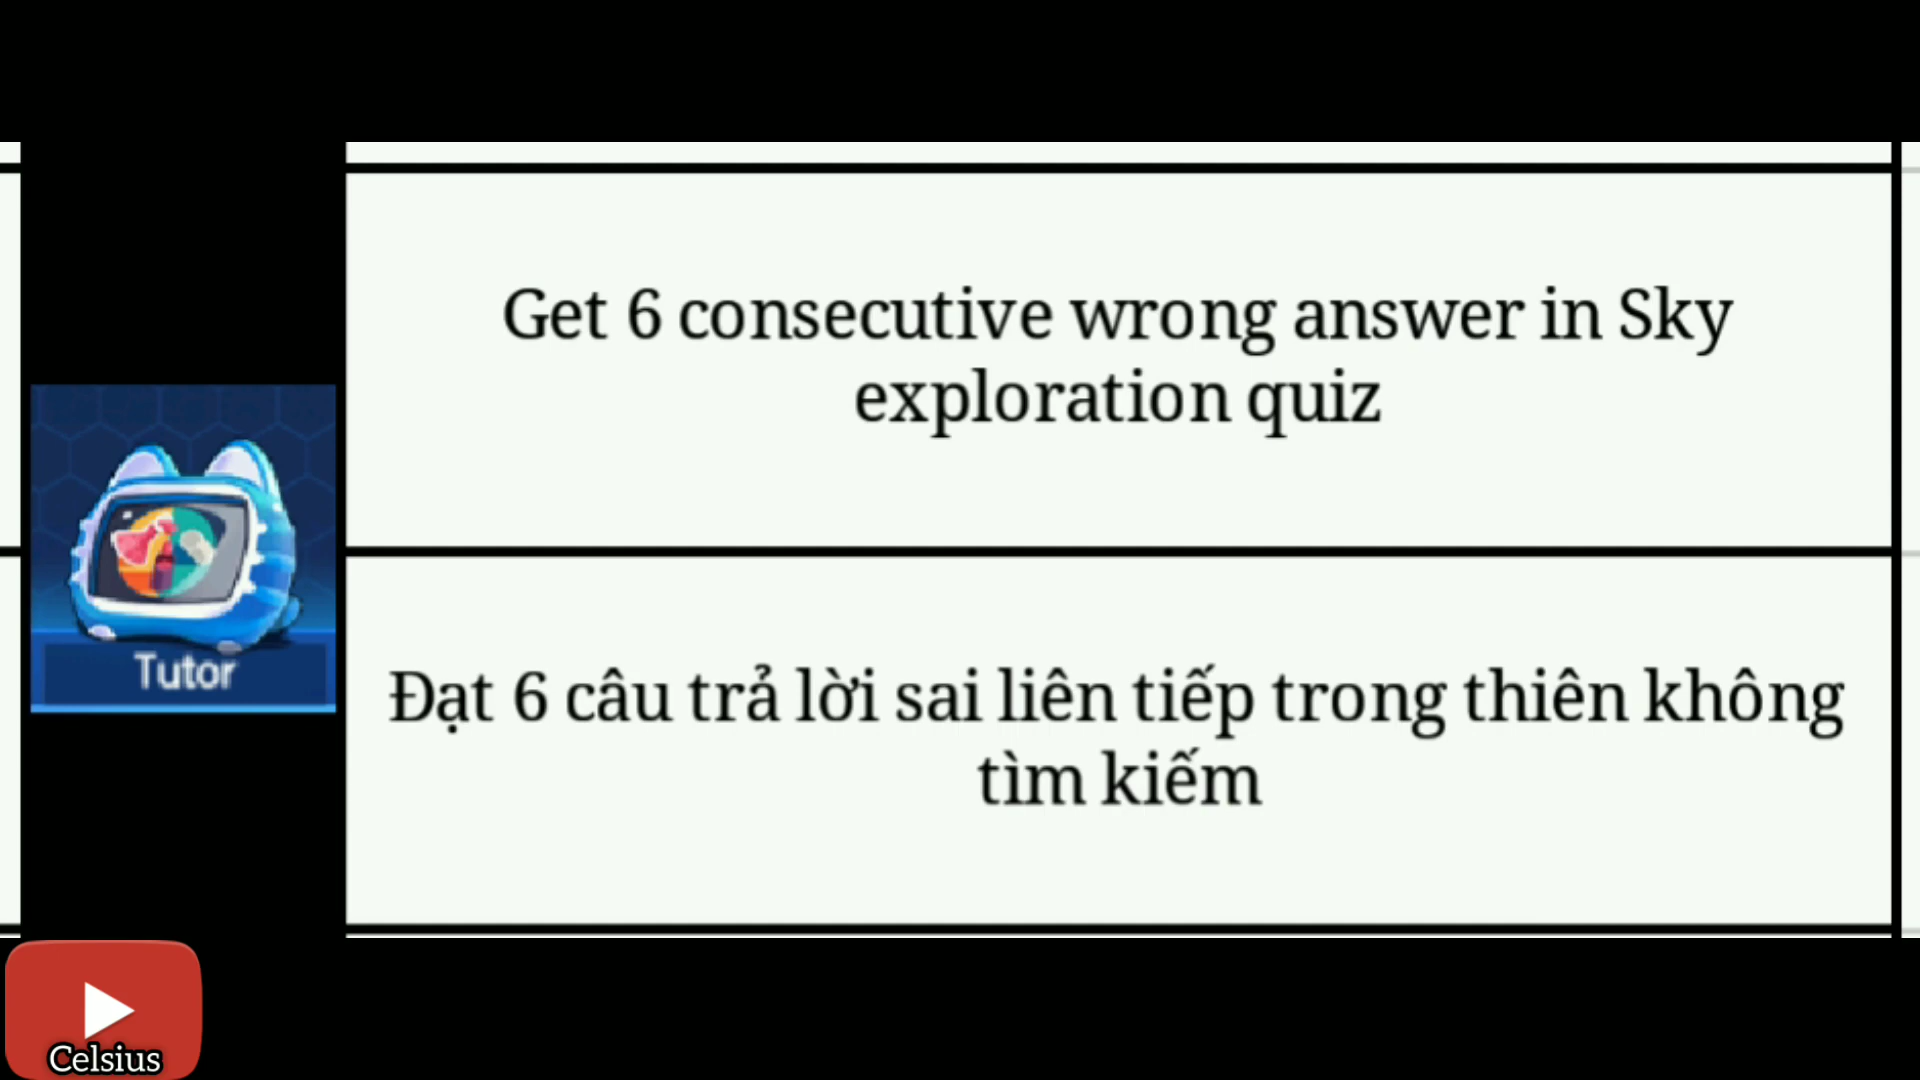 Get 6 consecutive wrong answer in Sky
exploration quiz
Tutor
Đạt 6 câu trả lời sai liên tiếp trong thiên không
tìm kiếm
Celsius